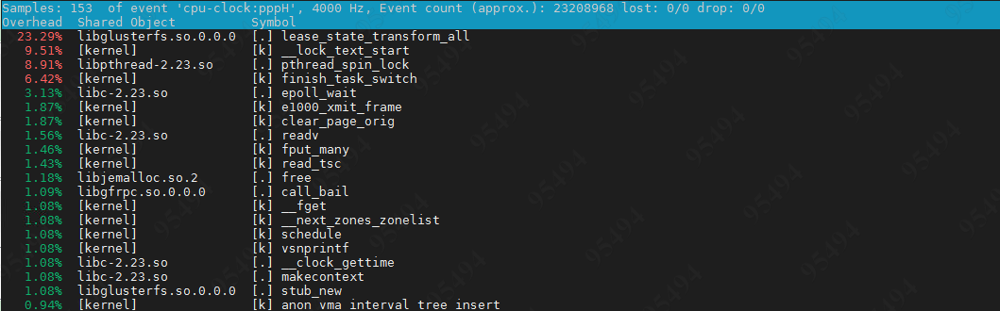 Samples: 153  of event 'cpu-clock:pppH', 4000 Hz, Event count (approx.): 23208968 lost: 0/0 drop: 0/0
Overhead  Shared Object  Symbol
23.29%  libglusterfs.so.0.0.0  [.] lease_state_transform_all
9.51%  [kernel]  [k] __lock_text_start
8.91%  libpthread-2.23.so  [.] pthread_spin_lock
6.42%  [kernel]  [k] finish_task_switch
3.13%  libc-2.23.so  [.] epoll_wait
1.87%  [kernel]  [k] e1000_xmit_frame
1.87%  [kernel]  [k] clear_page_orig
1.56%  libc-2.23.so  [.] readv
1.46%  [kernel]  [k] fput_many
1.43%  [kernel]  [k] read_tsc
1.18%  libjemalloc.so.2  [.] free
1.09%  libgfrpc.so.0.0.0  [.] call_bail
1.08%  [kernel]  [k] __fget
1.08%  [kernel]  [k] __next_zones_zonelist
1.08%  [kernel]  [k] schedule
1.08%  [kernel]  [k] vsnprintf
1.08%  libc-2.23.so  [.] __clock_gettime
1.08%  libc-2.23.so  [.] makecontext
1.08%  libglusterfs.so.0.0.0  [.] stub_new
0.94%  [kernel]  [k] anon_vma_interval_tree_insert